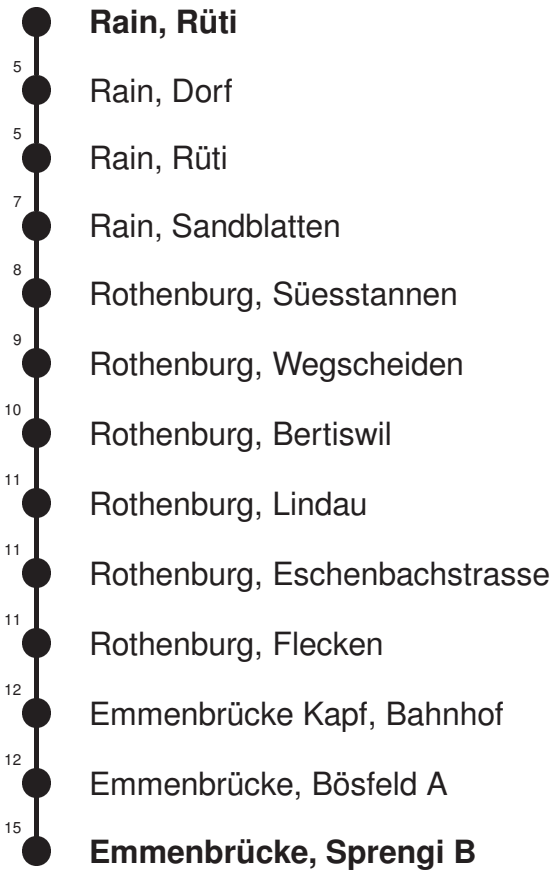 Rain, Rüti
5 Rain, Dorf
5 Rain, Rüti
7 Rain, Sandblatten
8 Rothenburg, Süesstannen
9 Rothenburg, Wegscheiden
10 Rothenburg, Bertiswil
11 Rothenburg, Lindau
11 Rothenburg, Eschenbachstrasse
11 Rothenburg, Flecken
12 Emmenbrücke Kapf, Bahnhof
12 Emmenbrücke, Bösfeld A
15 Emmenbrücke, Sprengi B